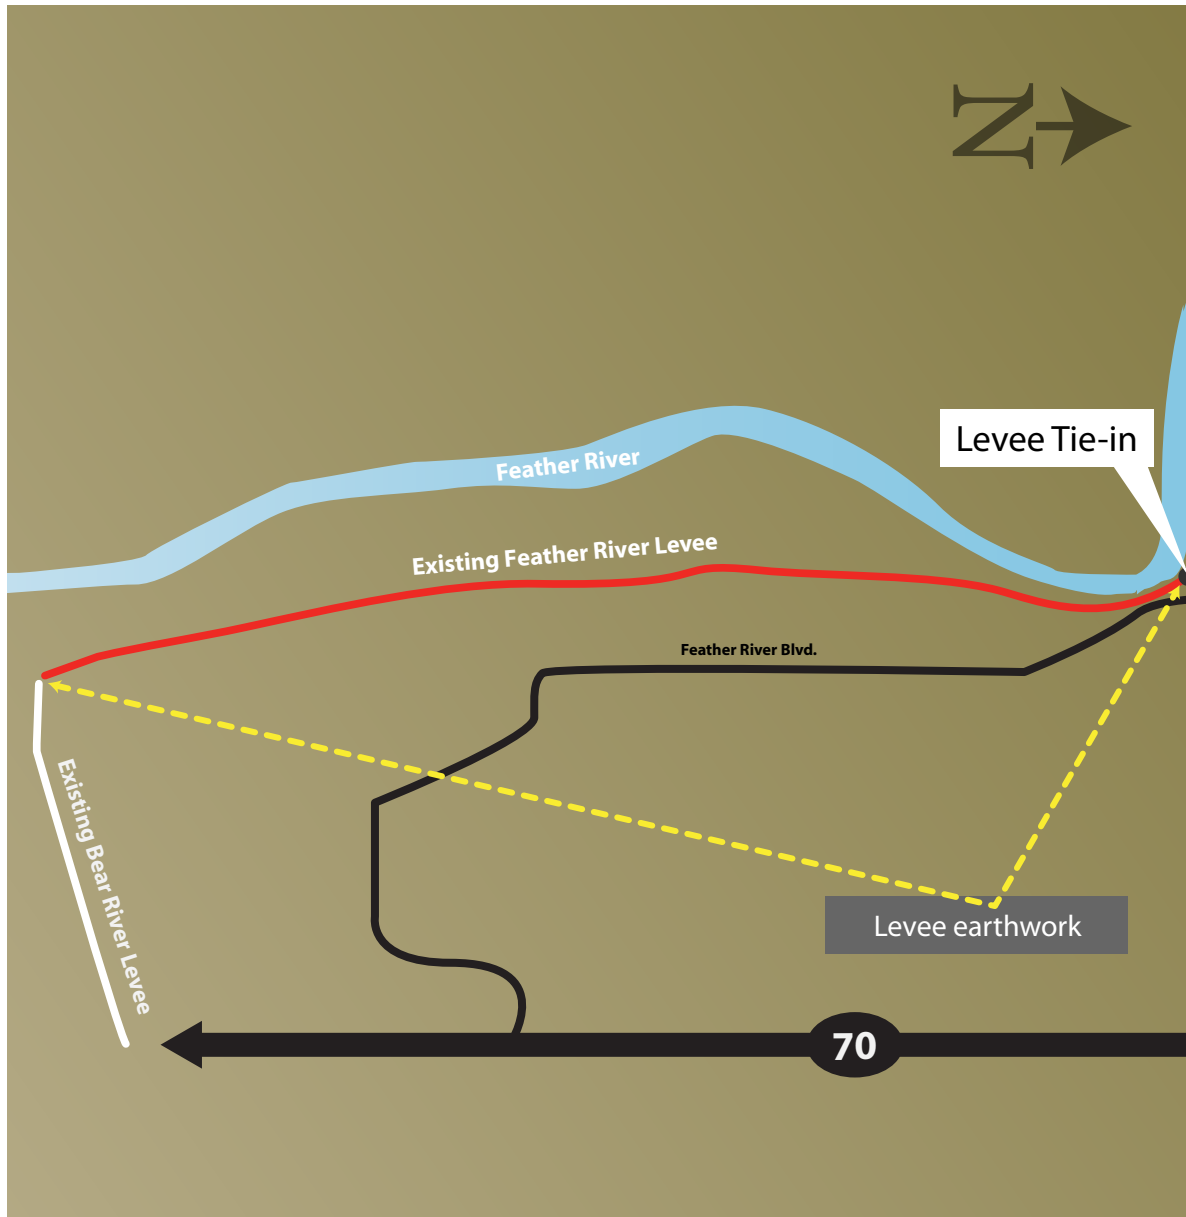 N
Levee Tie-in
Feather River
Existing Feather River Levee
Feather River Blvd.
Existing Bear River Levee
Levee earthwork
70